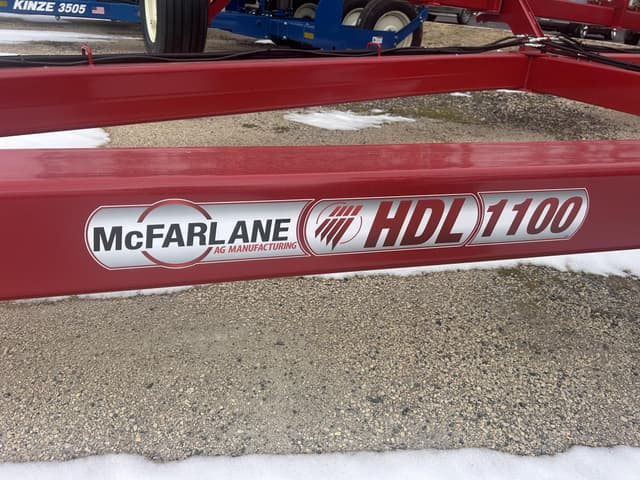 KINZE 3505
McFARLANE
AG MANUFACTURING
HDL 1100